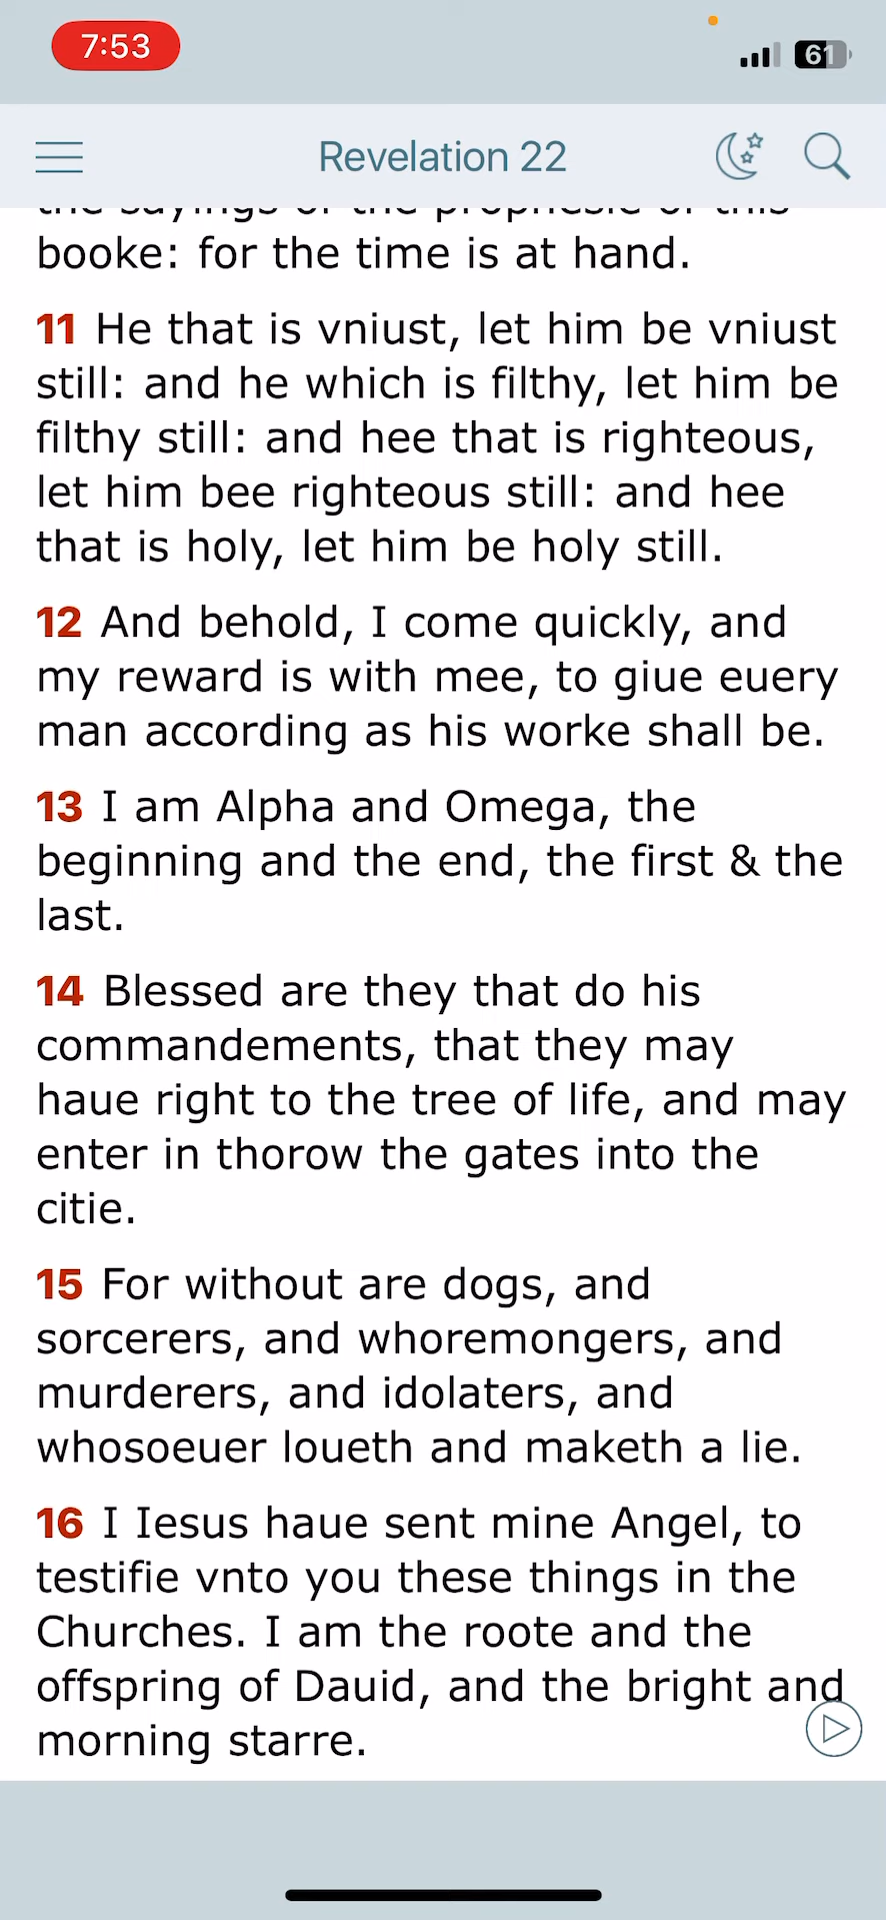 7:53
61
Revelation 22
the sayings of the prophesie of this
booke: for the time is at hand.
11 He that is vniust, let him be vniust
still: and he which is filthy, let him be
filthy still: and hee that is righteous,
let him bee righteous still: and hee
that is holy, let him be holy still.
12 And behold, I come quickly, and
my reward is with mee, to giue euery
man according as his worke shall be.
13 I am Alpha and Omega, the
beginning and the end, the first & the
last.
14 Blessed are they that do his
commandements, that they may
haue right to the tree of life, and may
enter in thorow the gates into the
citie.
15 For without are dogs, and
sorcerers, and whoremongers, and
murderers, and idolaters, and
whosoeuer loueth and maketh a lie.
16 I Iesus haue sent mine Angel, to
testifie vnto you these things in the
Churches. I am the roote and the
offspring of Dauid, and the bright and
morning starre.